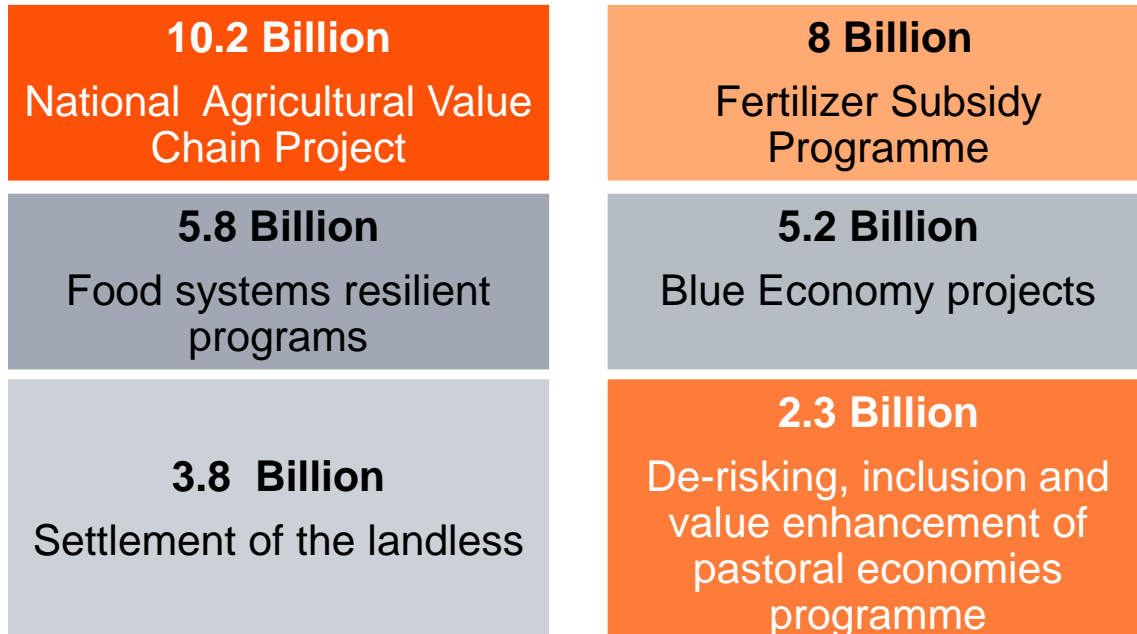 10.2 Billion
National Agricultural Value
Chain Project
8 Billion
Fertilizer Subsidy
Programme
5.8 Billion
Food systems resilient
programs
5.2 Billion
Blue Economy projects
3.8 Billion
Settlement of the landless
2.3 Billion
De-risking, inclusion and
value enhancement of
pastoral economies
programme